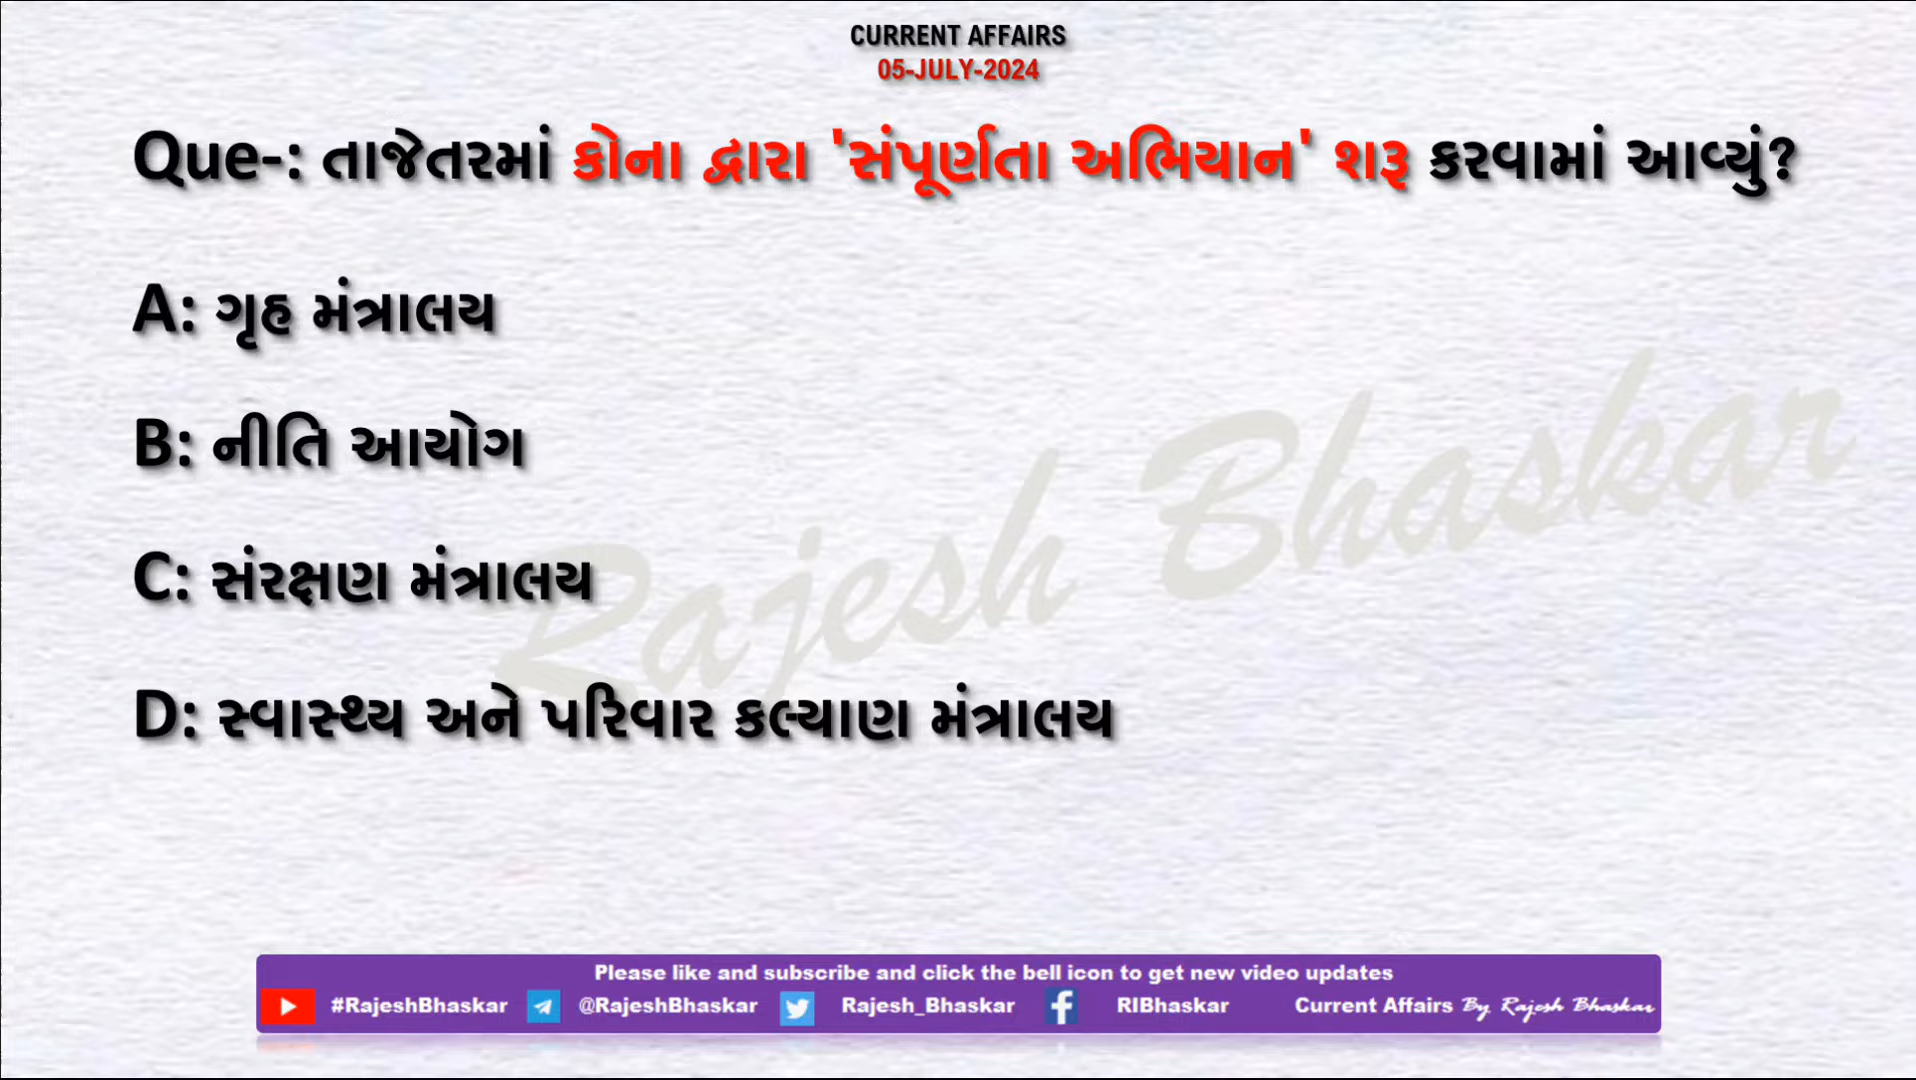 CURRENT AFFAIRS
05-JULY-2024
Que-: તાજેતરમાં કોના દ્વારા 'સંપૂર્ણતા અભિયાન' શરૂ કરવામાં આવ્યું?
A: ગૃહ મંત્રાલય
B: નીતિ આયોગ
C: સંરક્ષણ મંત્રાલય
D: સ્વાસ્થ્ય અને પરિવાર કલ્યાણ મંત્રાલય
Rajesh Bhaskar
Please like and subscribe and click the bell icon to get new video updates
#RajeshBhaskar @RajeshBhaskar Rajesh_Bhaskar RIBhaskar Current Affairs By Rajesh Bhaskar